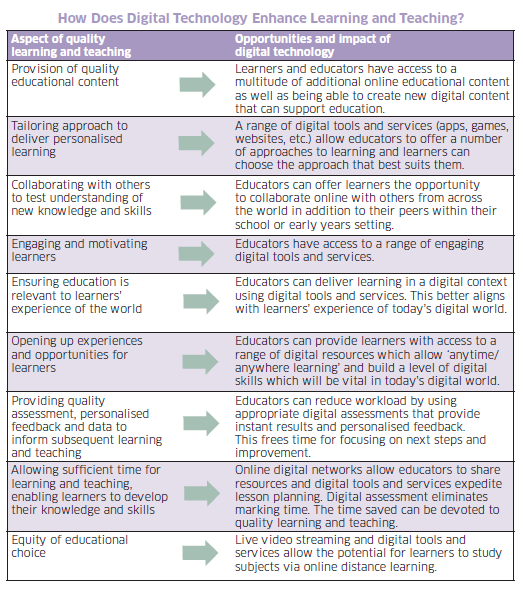 How Does Digital Technology Enhance Learning and Teaching?
Aspect of quality
learning and teaching
Opportunities and impact of
digital technology
Provision of quality
educational content
Learners and educators have access to a
multitude of additional online educational content
as well as being able to create new digital content
that can support education.
Tailoring approach to
deliver personalised
learning
A range of digital tools and services (apps, games,
websites, etc.) allow educators to offer a number
of approaches to learning and learners can
choose the approach that best suits them.
Collaborating with others
to test understanding of
new knowledge and skills
Educators can offer learners the opportunity
to collaborate online with others from across
the world in addition to their peers within their
school or early years setting.
Engaging and motivating
learners
Educators have access to a range of engaging
digital tools and services.
Ensuring education is
relevant to learners'
experience of the world
Educators can deliver learning in a digital context
using digital tools and services. This better aligns
with learners' experience of today's digital world.
Opening up experiences
and opportunities for
learners
Educators can provide learners with access to a
range of digital resources which allow 'anytime/
anywhere learning' and build a level of digital
skills which will be vital in today's digital world.
Providing quality
assessment, personalised
feedback and data to
inform subsequent learning
and teaching
Educators can reduce workload by using
appropriate digital assessments that provide
instant results and personalised feedback.
This frees time for focusing on next steps and
improvement.
Allowing sufficient time for
learning and teaching,
enabling learners to develop
their knowledge and skills
Online digital networks allow educators to share
resources and digital tools and services expedite
lesson planning. Digital assessment eliminates
marking time. The time saved can be devoted to
quality learning and teaching.
Equity of educational
choice
Live video streaming and digital tools and
services allow the potential for learners to study
subjects via online distance learning.